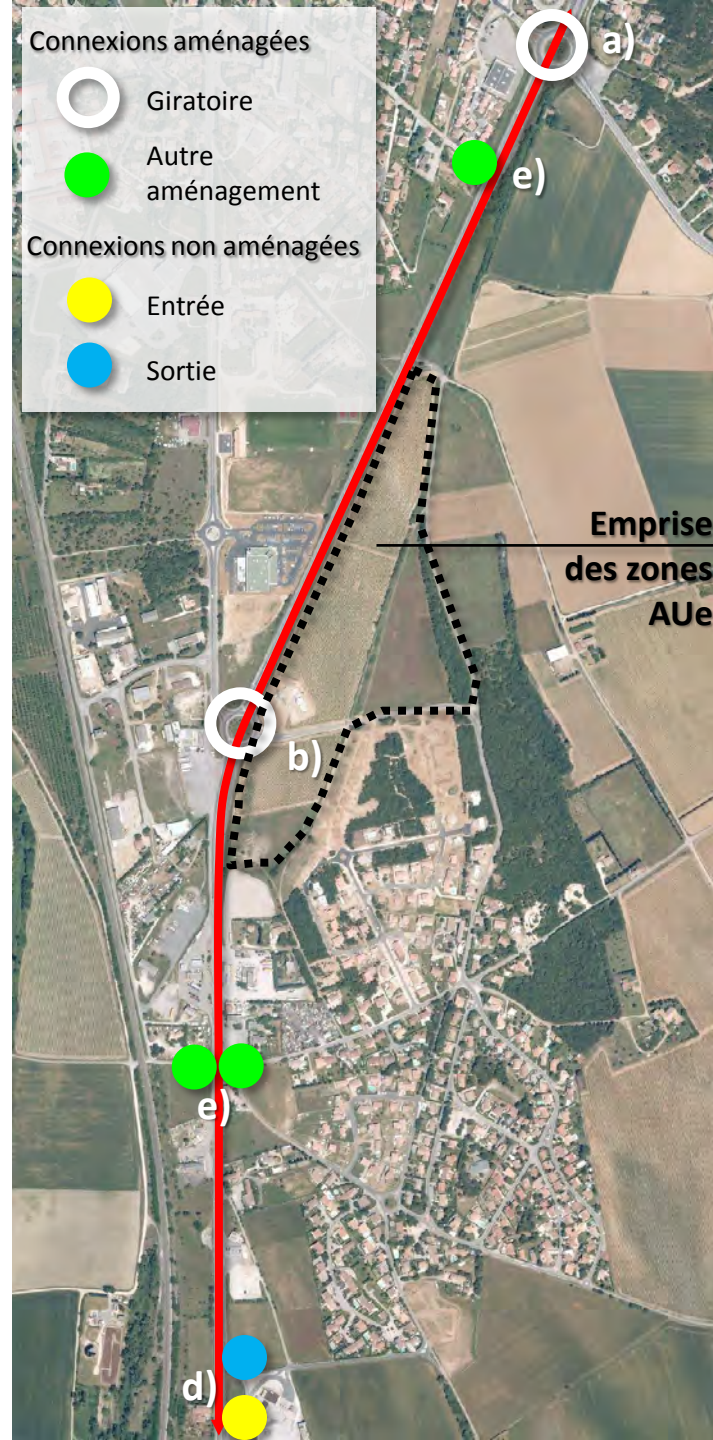 Connexions aménagées
Giratoire
Autre
aménagement
Connexions non aménagées
Entrée
Sortie
a)
e)
Emprise
des zones
AUe
b)
e)
d)